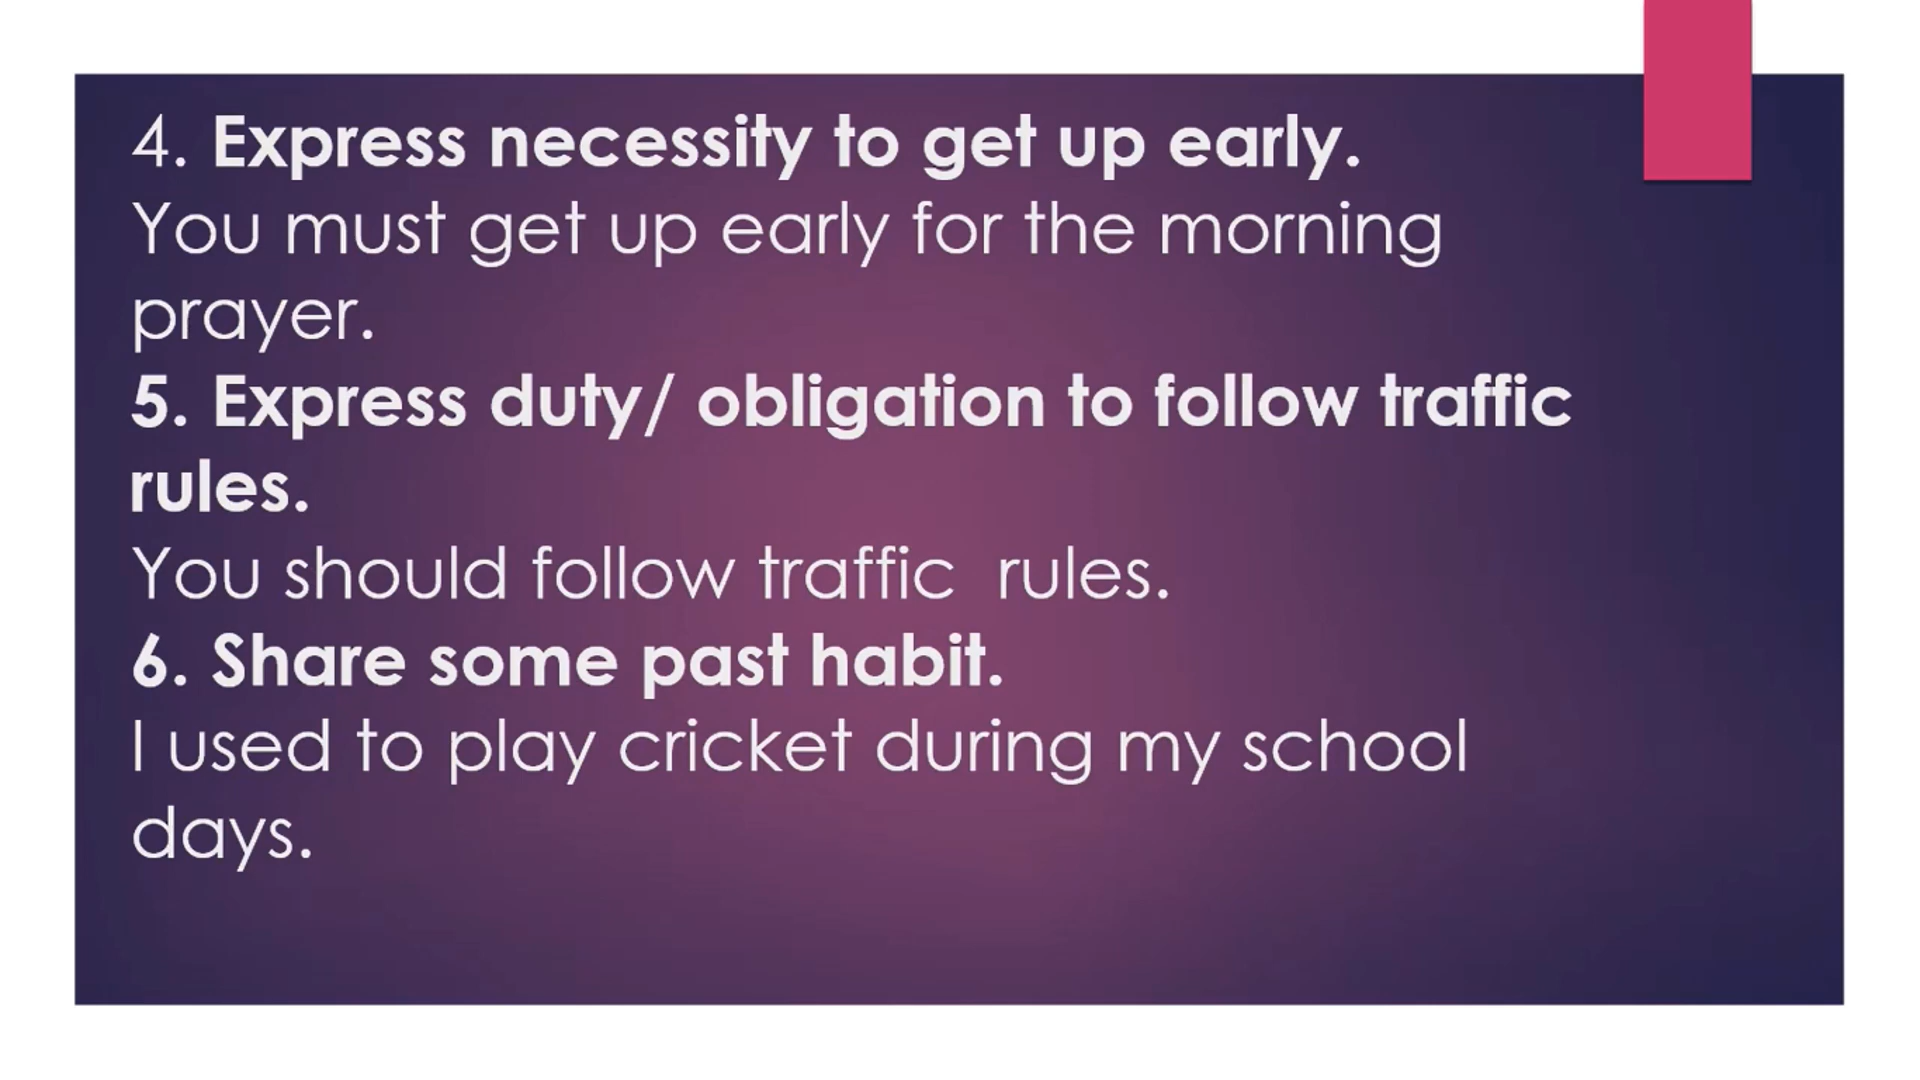 4. Express necessity to get up early.
You must get up early for the morning
prayer.
5. Express duty/ obligation to follow traffic
rules.
You should follow traffic  rules.
6. Share some past habit.
I used to play cricket during my school
days.